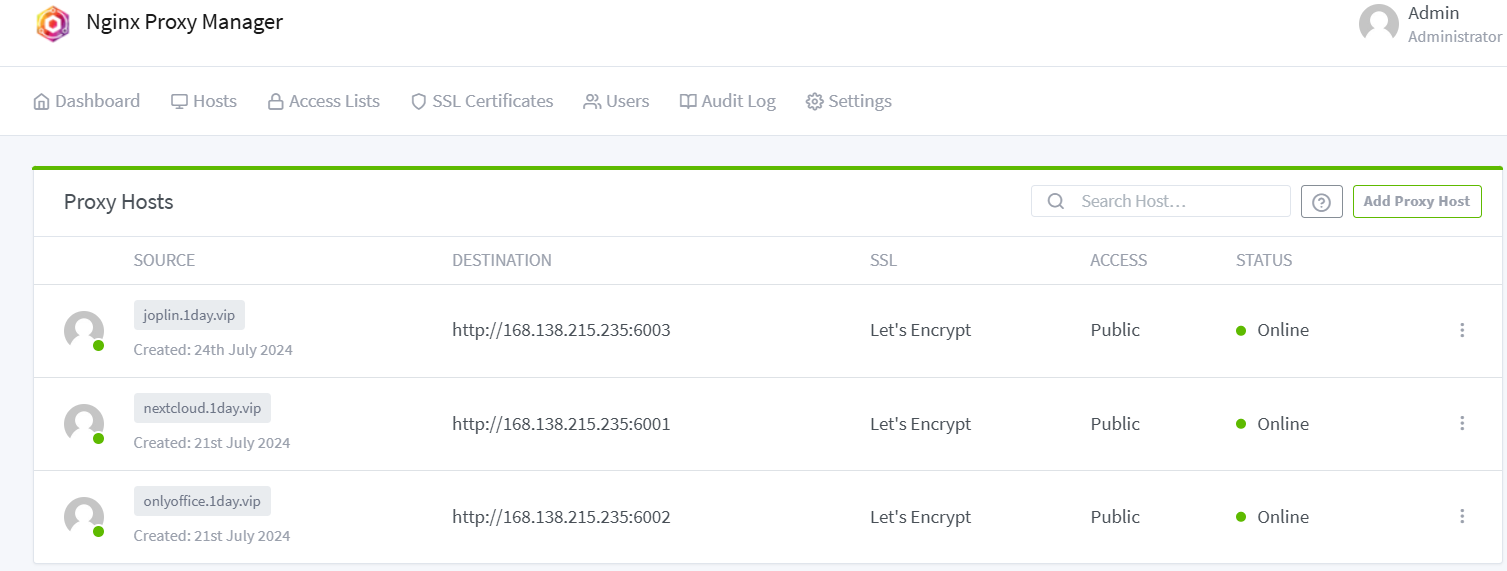 Nginx Proxy Manager
Admin
Administrator
Dashboard Hosts Access Lists SSL Certificates Users Audit Log Settings
Proxy Hosts Search Host... Add Proxy Host
SOURCE DESTINATION SSL ACCESS STATUS
joplin.1day.vip
http://168.138.215.235:6003 Let's Encrypt Public Online
Created: 24th July 2024
nextcloud.1day.vip
http://168.138.215.235:6001 Let's Encrypt Public Online
Created: 21st July 2024
onlyoffice.1day.vip
http://168.138.215.235:6002 Let's Encrypt Public Online
Created: 21st July 2024